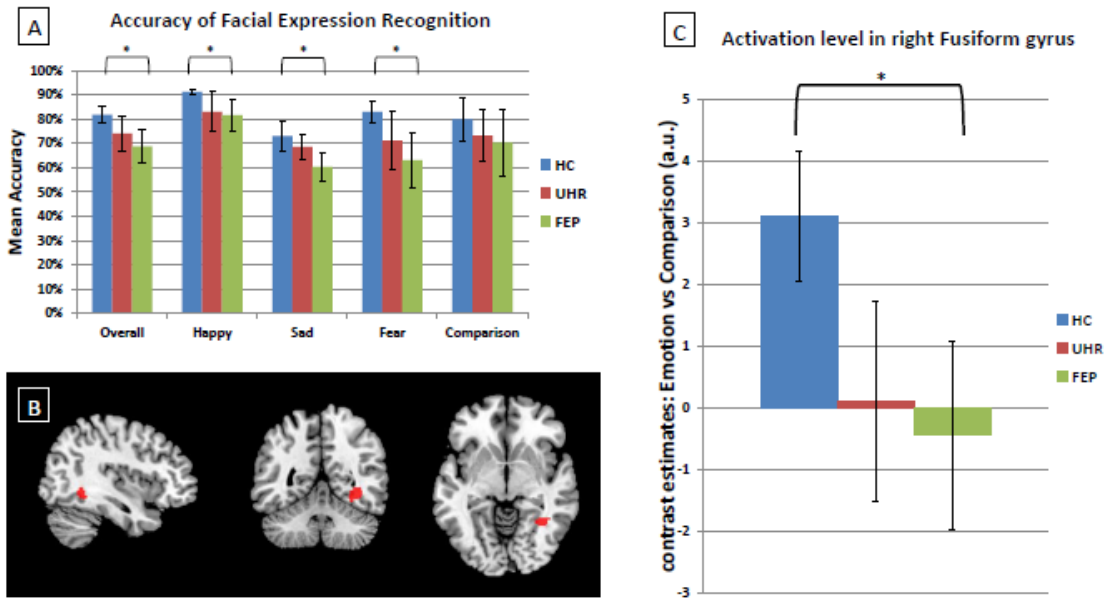 A
Accuracy of Facial Expression Recognition
* * * *
100%
90%
80%
70%
60%
50%
40%
30%
20%
10%
0%
Mean Accuracy
Overall Happy Sad Fear Comparison
HC
UHR
FEP
B
C
Activation level in right Fusiform gyrus
*
5
4
3
2
1
0
-1
-2
-3
contrast estimates: Emotion vs Comparison (a.u.)
HC
UHR
FEP